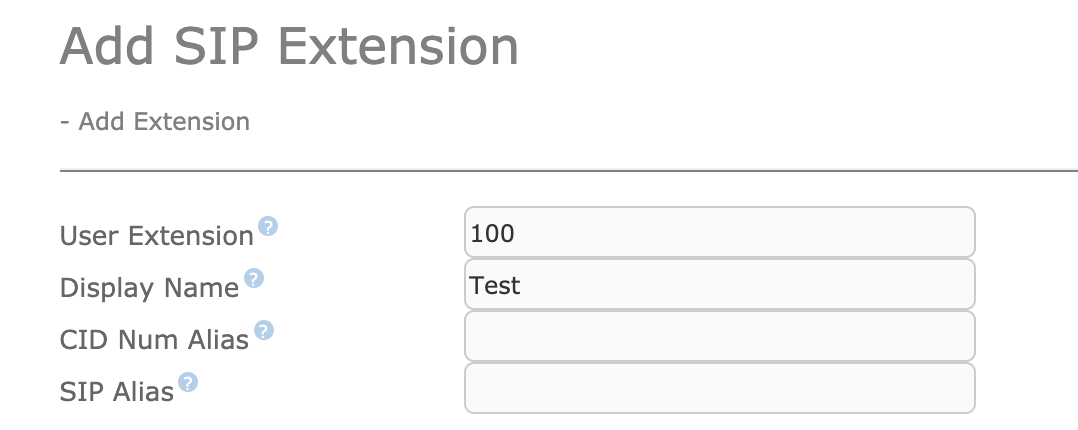 Add SIP Extension
- Add Extension
User Extension ? 100
Display Name ? Test
CID Num Alias ?
SIP Alias ?